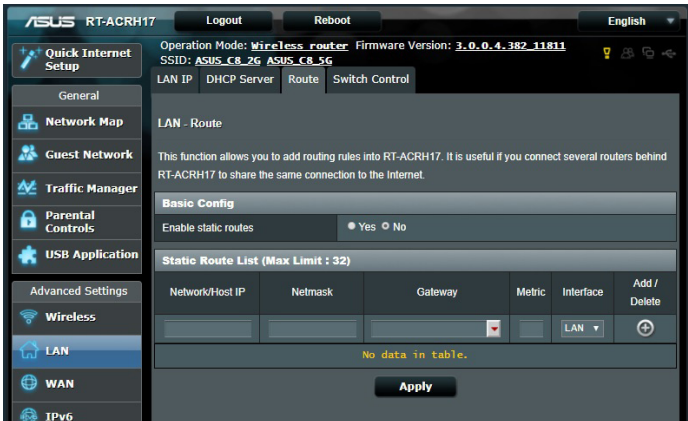 ASUS RT-ACRH17 Logout Reboot English
Operation Mode: Wireless router Firmware Version: 3.0.0.4.382_11811
SSID: ASUS_C8_2G ASUS_C8_5G
Quick Internet
Setup
General
Network Map
Guest Network
Traffic Manager
Parental
Controls
USB Application
Advanced Settings
Wireless
LAN
WAN
IPv6
LAN IP DHCP Server Route Switch Control
LAN - Route
This function allows you to add routing rules into RT-ACRH17. It is useful if you connect several routers behind
RT-ACRH17 to share the same connection to the Internet.
Basic Config
Enable static routes Yes No
Static Route List (Max Limit : 32)
Network/Host IP Netmask Gateway Metric Interface Add /
Delete
LAN
No data in table.
Apply